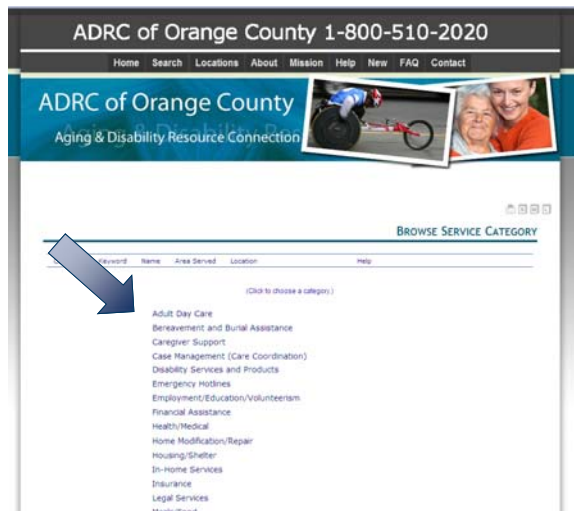 ADRC of Orange County 1-800-510-2020
Home Search Locations About Mission Help New FAQ Contact
ADRC of Orange County
Aging & Disability Resource Connection
BROWSE SERVICE CATEGORY
Keyword Name Area Served Location Help
(Click to choose a category.)
Adult Day Care
Bereavement and Burial Assistance
Caregiver Support
Case Management (Care Coordination)
Disability Services and Products
Emergency Hotlines
Employment/Education/Volunteerism
Financial Assistance
Health/Medical
Home Modification/Repair
Housing/Shelter
In-Home Services
Insurance
Legal Services